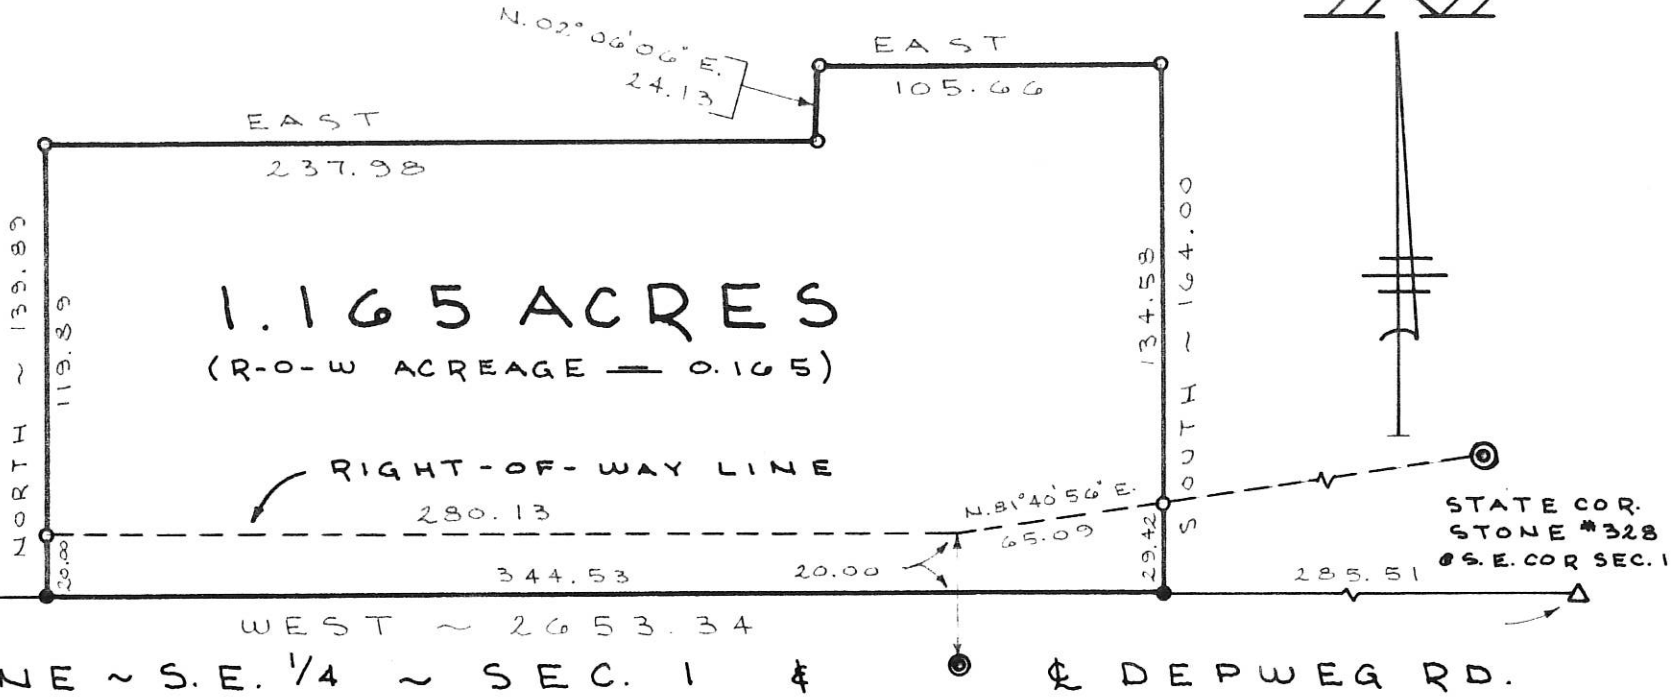 N. 02° 06' 06" E.
24.13
EAST
105.66
EAST
237.98
NORTH ~ 139.89
119.89
1.165 ACRES
(R-O-W ACREAGE — 0.165)
134.58
SOUTH ~ 164.000
RIGHT-OF-WAY LINE
280.13
N. 81° 40' 56" E.
65.09
20.00
29.42
344.53
20.00
285.51
STATE COR.
STONE #328
@ S.E. COR SEC. 1
WEST ~ 2653.34
NE ~ S.E. 1/4 ~ SEC. 1 & ℄ DEPWEG RD.